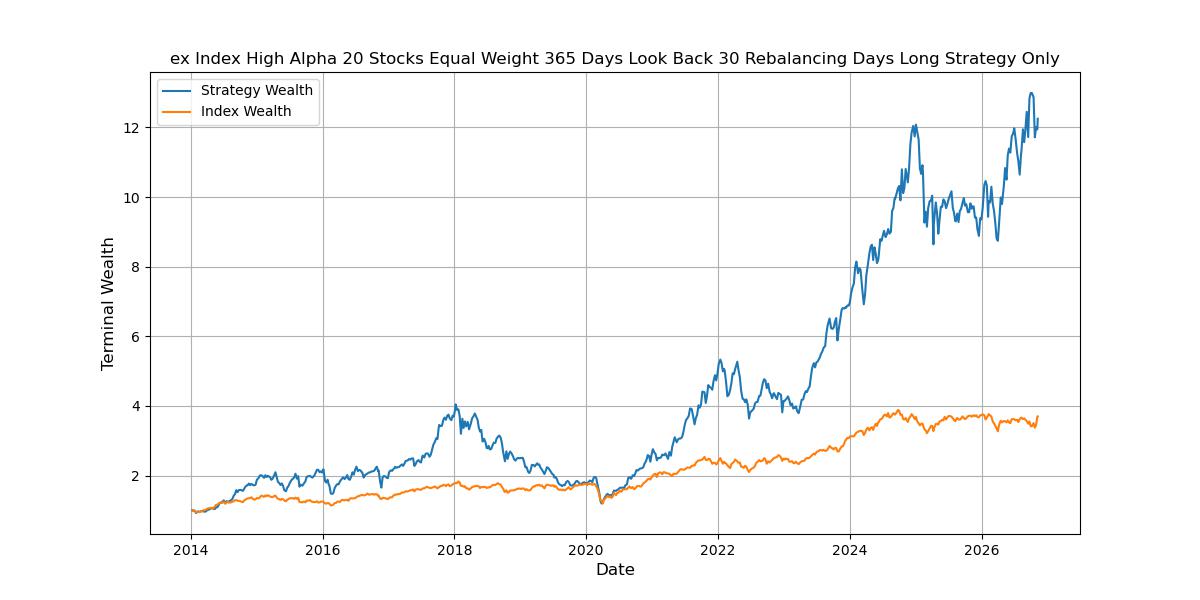 ex Index High Alpha 20 Stocks Equal Weight 365 Days Look Back 30 Rebalancing Days Long Strategy Only
Strategy Wealth
Index Wealth
Terminal Wealth
12
10
8
6
4
2
2014 2016 2018 2020 2022 2024 2026
Date